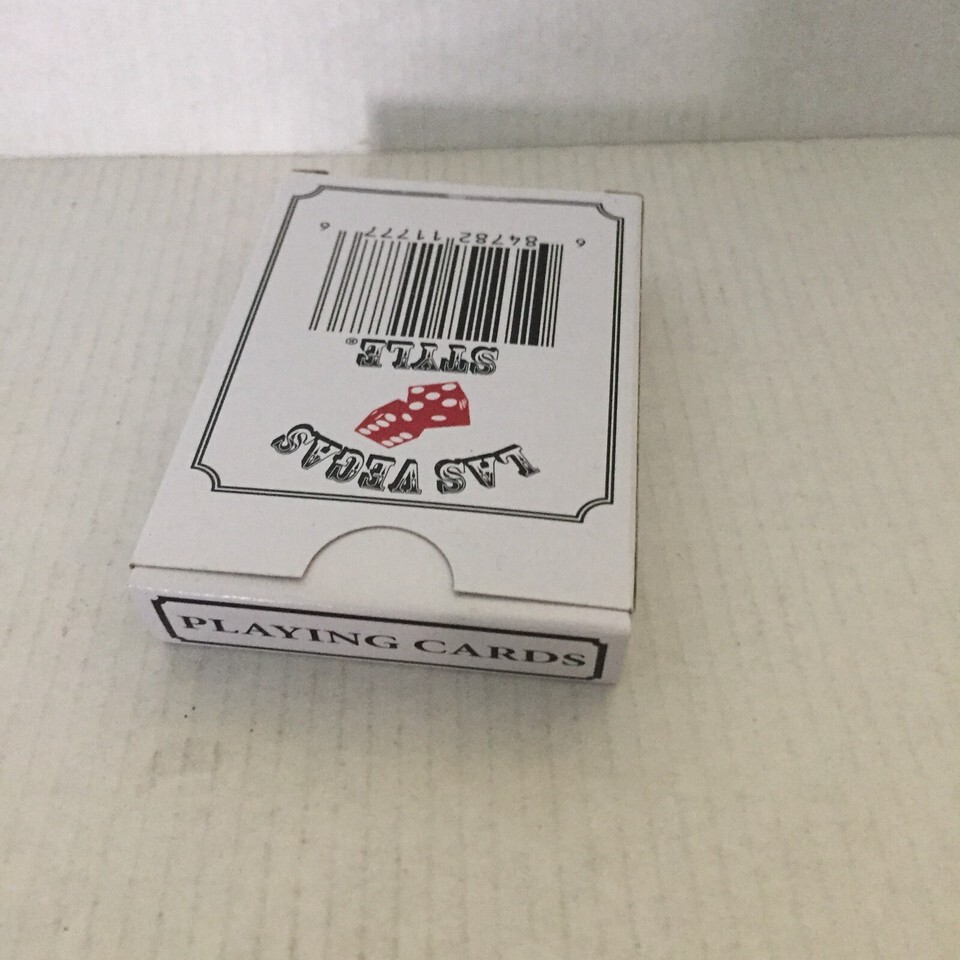 LAS VEGAS
STYLE®
6 84782 11777 6
PLAYING CARDS